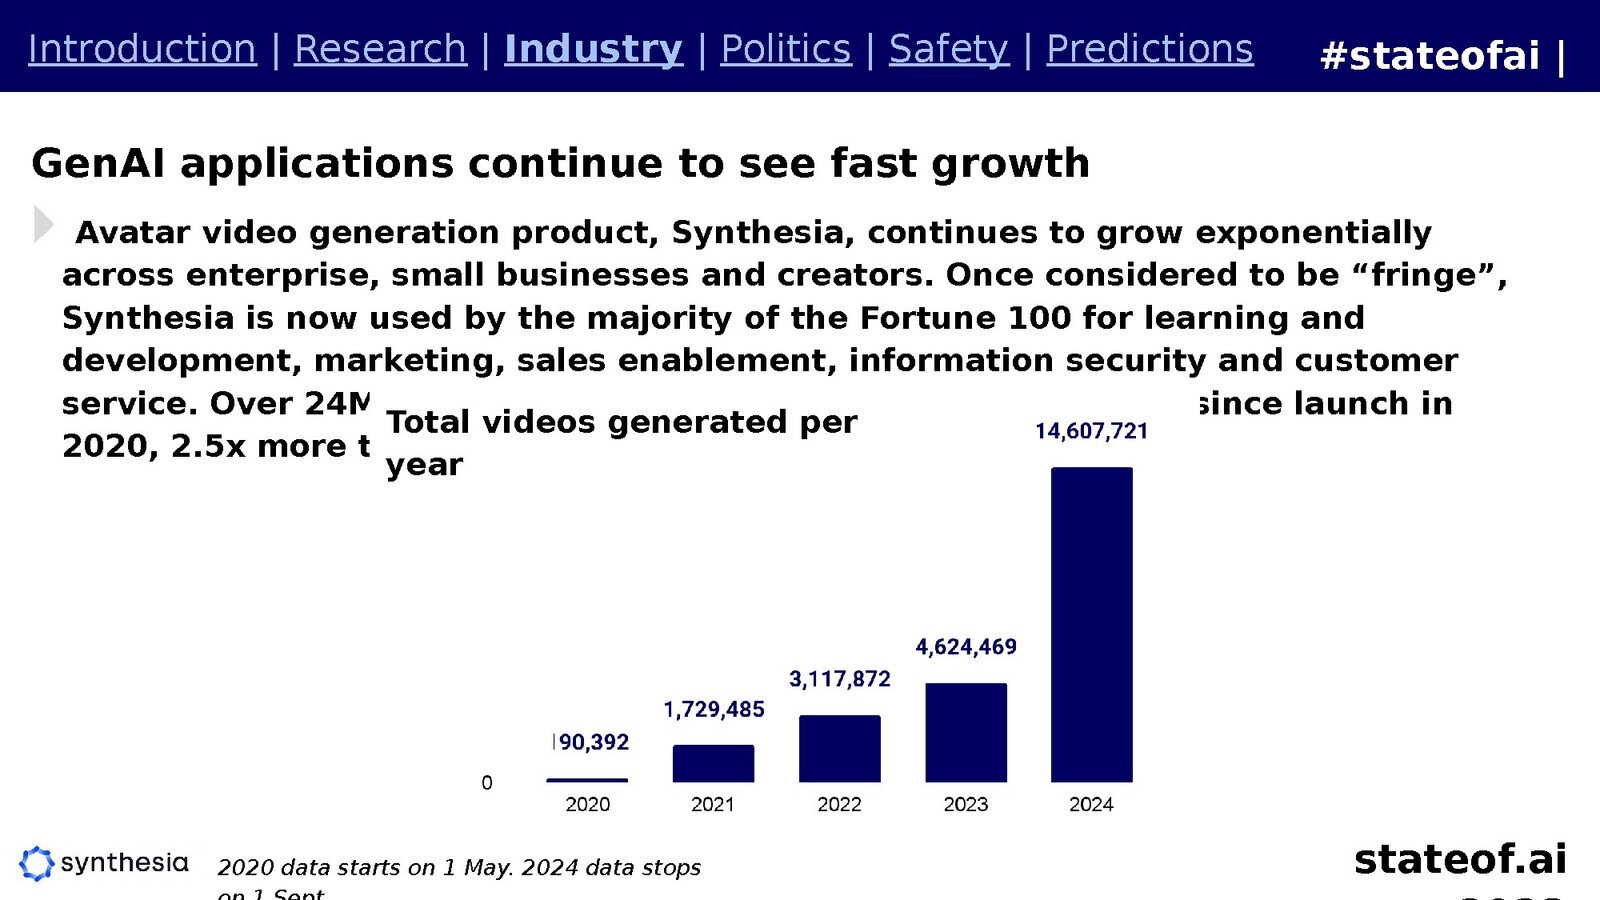 Introduction | Research | Industry | Politics | Safety | Predictions
#stateofai |
GenAI applications continue to see fast growth
Avatar video generation product, Synthesia, continues to grow exponentially
across enterprise, small businesses and creators. Once considered to be “fringe”,
Synthesia is now used by the majority of the Fortune 100 for learning and
development, marketing, sales enablement, information security and customer
service. Over 24M since launch in
2020, 2.5x more
Total videos generated per
year
14,607,721
4,624,469
3,117,872
1,729,485
90,392
0
2020 2021 2022 2023 2024
synthesia
2020 data starts on 1 May. 2024 data stops
on 1 Sept
stateof.ai